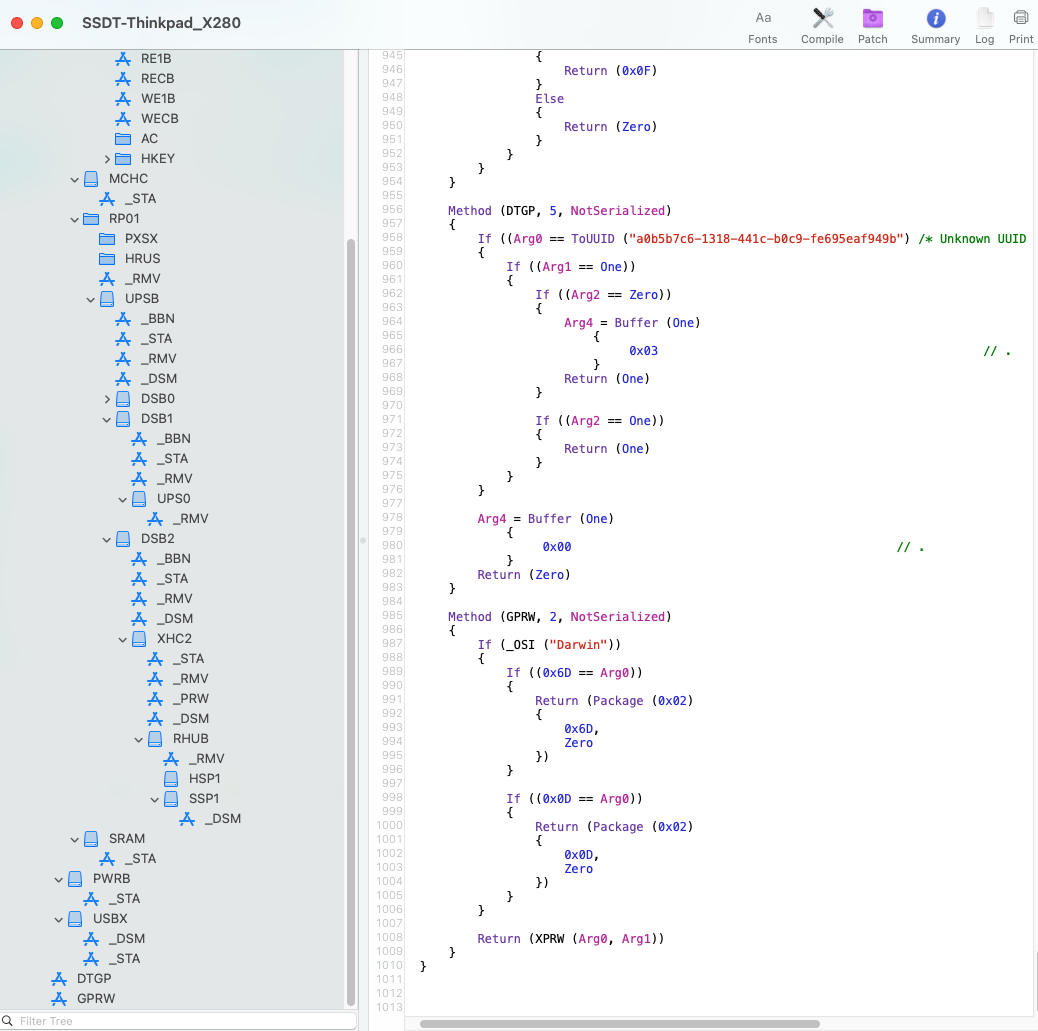 SSDT-Thinkpad_X280
Aa
Fonts
Compile
Patch
Summary
Log
Print
RE1B
RECB
WE1B
WECB
AC
HKEY
MCHC
_STA
RP01
PXSX
HRUS
_RMV
UPSB
_BBN
_STA
_RMV
_DSM
DSB0
DSB1
_BBN
_STA
_RMV
UPS0
_RMV
DSB2
_BBN
_STA
_RMV
_DSM
XHC2
_STA
_RMV
_PRW
_DSM
RHUB
_RMV
HSP1
SSP1
_DSM
SRAM
_STA
PWRB
_STA
USBX
_DSM
_STA
DTGP
GPRW
Filter Tree
945 {
946 Return (0x0F)
947 }
948 Else
949 {
950 Return (Zero)
951 }
952 }
953 }
954 }
955
956 Method (DTGP, 5, NotSerialized)
957 {
958 If ((Arg0 == ToUUID ("a0b5b7c6-1318-441c-b0c9-fe695eaf949b") /* Unknown UUID
959 {
960 If ((Arg1 == One))
961 {
962 If ((Arg2 == Zero))
963 {
964 Arg4 = Buffer (One)
965 {
966 0x03 // .
967 }
968 Return (One)
969 }
970
971 If ((Arg2 == One))
972 {
973 Return (One)
974 }
975 }
976 }
977
978 Arg4 = Buffer (One)
979 {
980 0x00 // .
981 }
982 Return (Zero)
983 }
984
985 Method (GPRW, 2, NotSerialized)
986 {
987 If (_OSI ("Darwin"))
988 {
989 If ((0x6D == Arg0))
990 {
991 Return (Package (0x02)
992 {
993 0x6D,
994 Zero
995 })
996 }
997
998 If ((0x0D == Arg0))
999 {
1000 Return (Package (0x02)
1001 {
1002 0x0D,
1003 Zero
1004 })
1005 }
1006 }
1007
1008 Return (XPRW (Arg0, Arg1))
1009 }
1010 }
1011
1012
1013